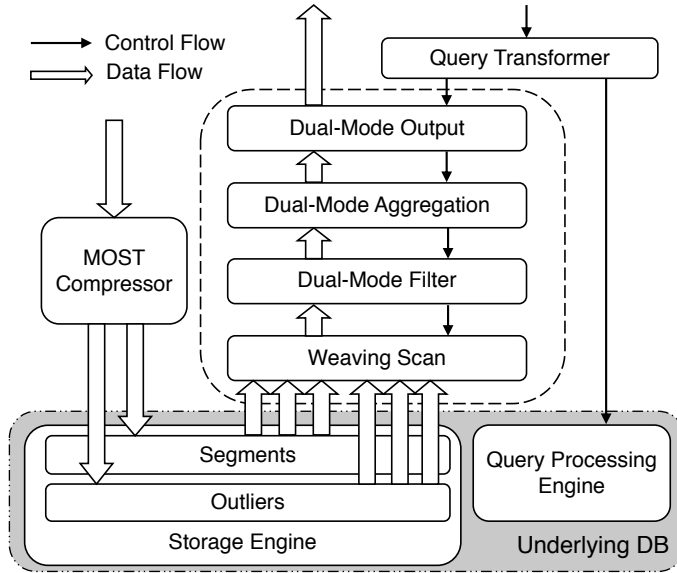 Control Flow
Data Flow
Query Transformer
Dual-Mode Output
Dual-Mode Aggregation
MOST
Compressor
Dual-Mode Filter
Weaving Scan
Segments
Outliers
Storage Engine
Query Processing
Engine
Underlying DB